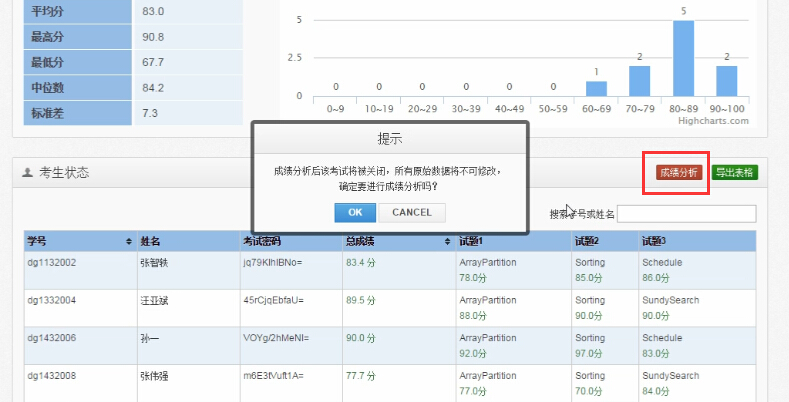 平均分 83.0
最高分 90.8
最低分 67.7
中位数 84.2
标准差 7.3
5
2.5
0
0 0 0 0 0 0 1 2 5 2
0~9 10~19 20~29 30~39 40~49 50~59 60~69 70~79 80~89 90~100
Highcharts.com
提示
成绩分析后该考试将被关闭，所有原始数据将不可修改，
确定要进行成绩分析吗？
OK CANCEL
考生状态
成绩分析 导出表格
搜索学号或姓名
学号 姓名 考试密码 总成绩 试题1 试题2 试题3
dg1132002 张智轶 jq79KIhIBNo= 83.4 分 ArrayPartition Sorting Schedule
78.0分 85.0分 86.0分
dg1332004 汪亚斌 45rCjqEbfaU= 89.5 分 ArrayPartition Sorting SundySearch
88.0分 90.0分 90.0分
dg1432006 孙一 VOYg/2hMeNI= 90.0 分 ArrayPartition Sorting Schedule
92.0分 97.0分 83.0分
dg1432008 张伟强 m6E3tVuft1A= 77.7 分 ArrayPartition Sorting SundySearch
77.0分 70.0分 84.0分